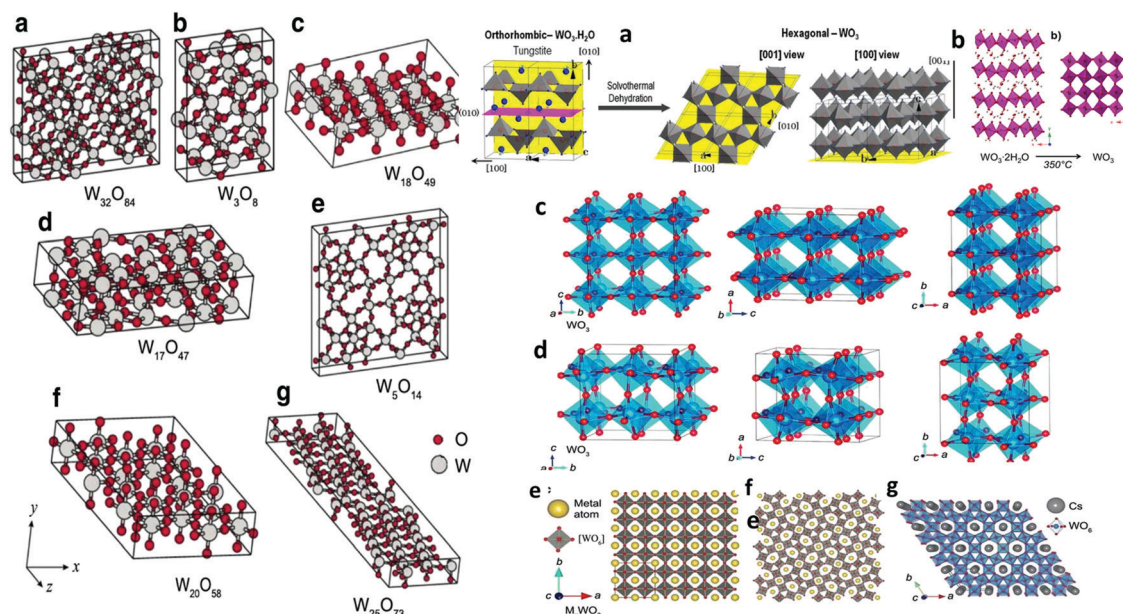 a
b
c
W32O84
W3O8
W18O49
d
e
W17O47
W5O14
f
g
O
W
y
x
z
W20O58
W25O73
Orthorhombic– WO3.H2O
Tungstite
[010]
b
(010)
a
c
[100]
Solvothermal
Dehydration
a
Hexagonal – WO3
[001] view
[100] view
b
[010]
a
[100]
c
b
b
b)
WO3·2H2O
350°C
WO3
c
c
a
b
WO3
a
b
c
b
c
a
d
c
a
b
WO3
a
b
c
b
c
a
e
Metal
atom
[WO6]
b
c
a
f
e
g
Cs
WO6
b
c
a